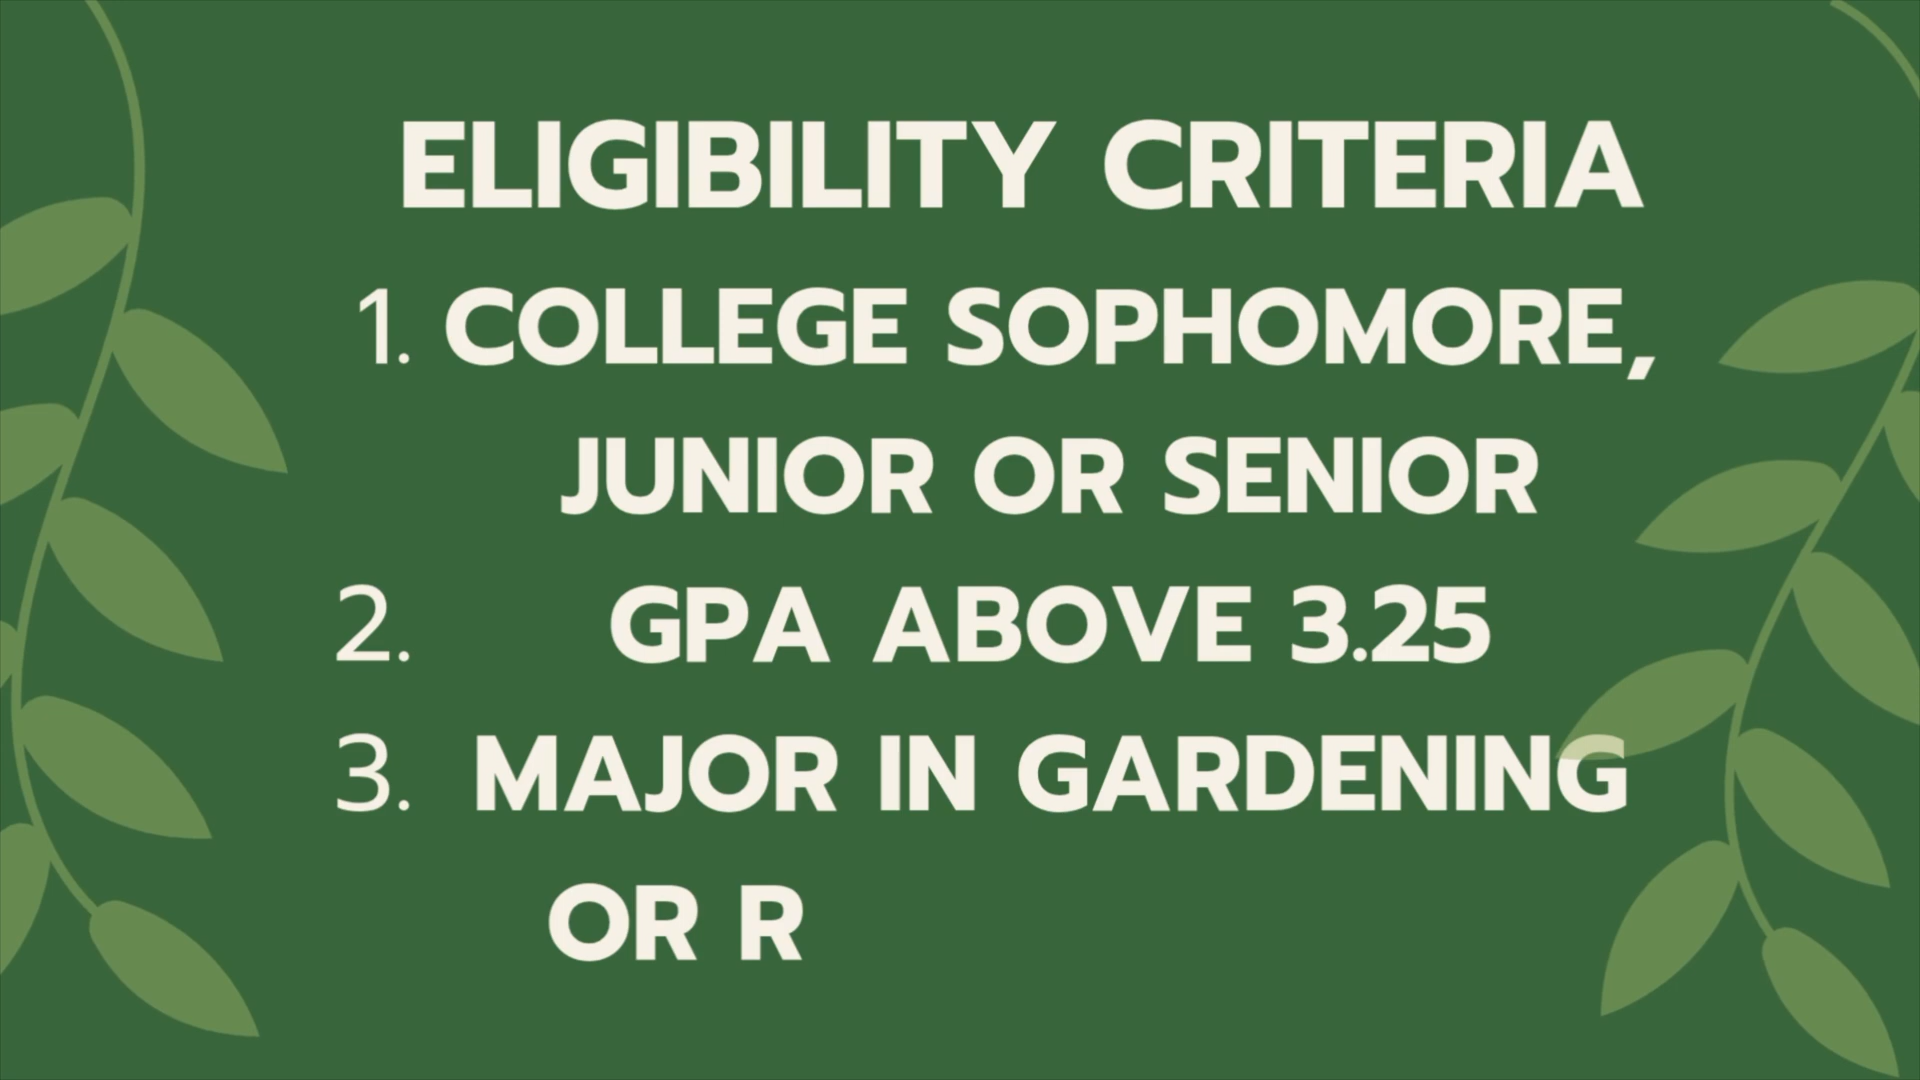 ELIGIBILITY CRITERIA
1. COLLEGE SOPHOMORE,
JUNIOR OR SENIOR
2. GPA ABOVE 3.25
3. MAJOR IN GARDENING
OR R